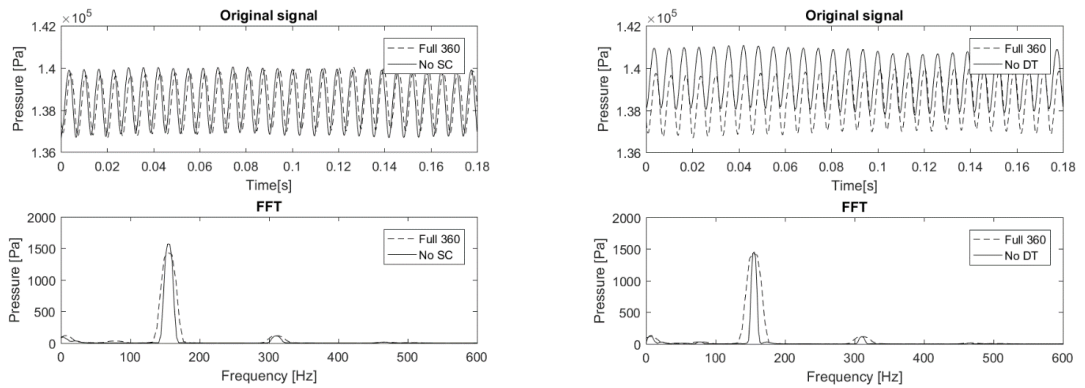 Original signal
×10⁵
1.42
1.4
1.38
1.36
Pressure [Pa]
Full 360
No SC
0 0.02 0.04 0.06 0.08 0.1 0.12 0.14 0.16 0.18
Time[s]
FFT
2000
1500
1000
500
0
Pressure [Pa]
Full 360
No SC
0 100 200 300 400 500 600
Frequency [Hz]
Original signal
×10⁵
1.42
1.4
1.38
1.36
Pressure [Pa]
Full 360
No DT
0 0.02 0.04 0.06 0.08 0.1 0.12 0.14 0.16 0.18
Time[s]
FFT
2000
1500
1000
500
0
Pressure [Pa]
Full 360
No DT
0 100 200 300 400 500 600
Frequency [Hz]